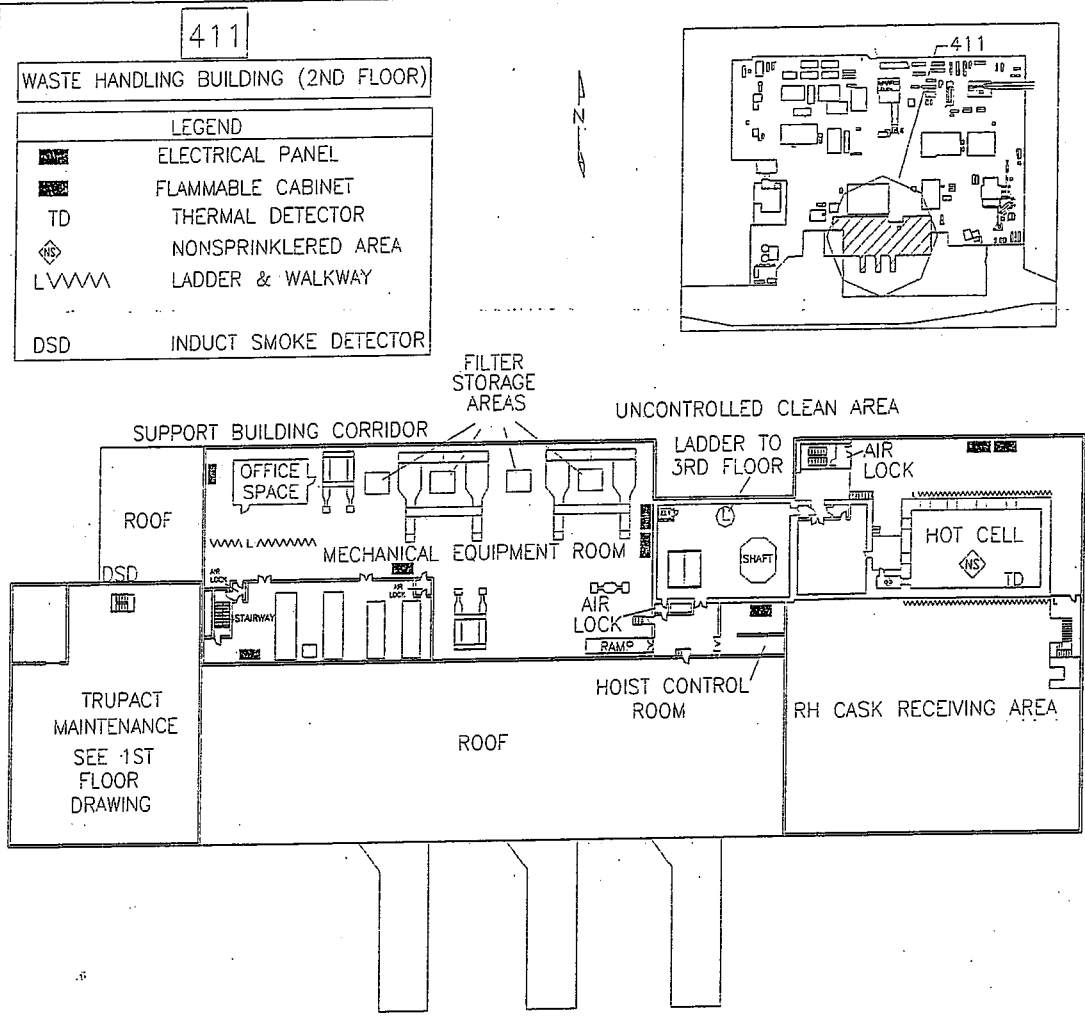 411
WASTE HANDLING BUILDING (2ND FLOOR)
LEGEND
ELECTRICAL PANEL
FLAMMABLE CABINET
TD THERMAL DETECTOR
NS NONSPRINKLERED AREA
L LADDER & WALKWAY
DSD INDUCT SMOKE DETECTOR
N
411
FILTER
STORAGE
AREAS
SUPPORT BUILDING CORRIDOR
UNCONTROLLED CLEAN AREA
LADDER TO
3RD FLOOR
AIR
LOCK
OFFICE
SPACE
ROOF
L
MECHANICAL EQUIPMENT ROOM
L
SHAFT
HOT CELL
NS
TD
DSD
AIR
LOCK
AIR
LOCK
STAIRWAY
AIR
LOCK
RAMP
HOIST CONTROL
ROOM
RH CASK RECEIVING AREA
TRUPACT
MAINTENANCE
SEE 1ST
FLOOR
DRAWING
ROOF